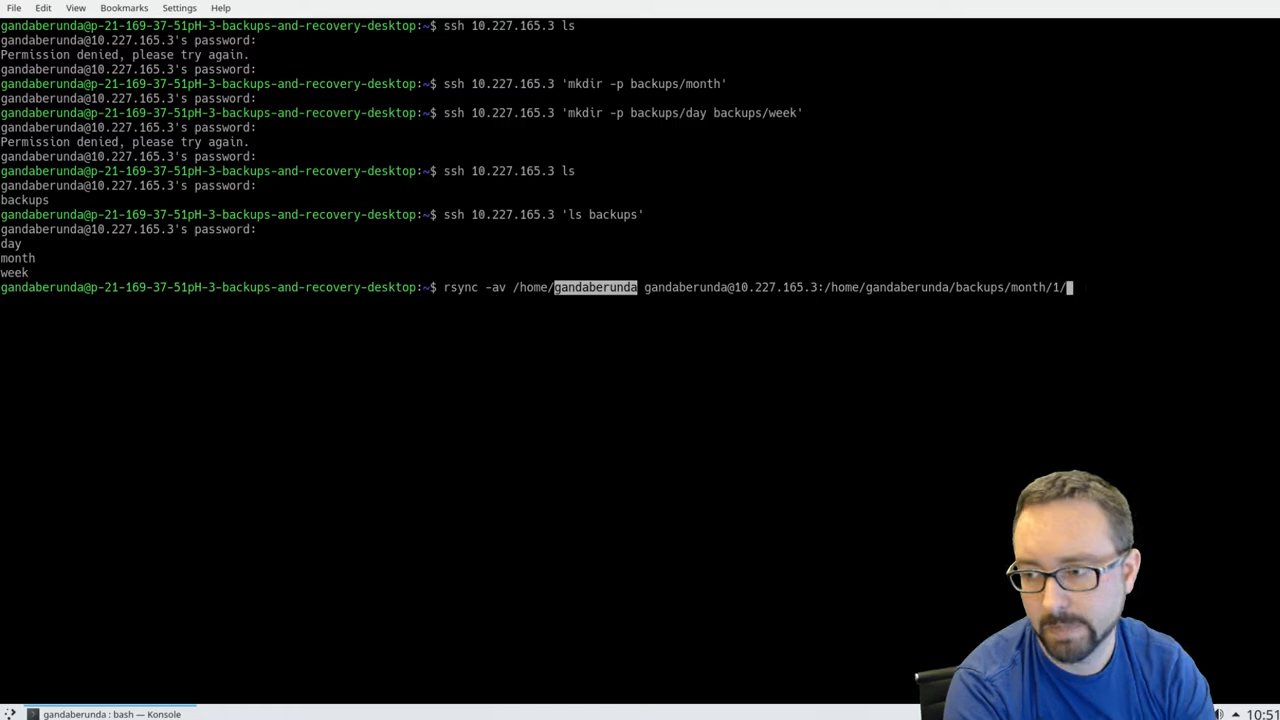 File Edit View Bookmarks Settings Help
gandaberunda@p-21-169-37-51pH-3-backups-and-recovery-desktop:~$ ssh 10.227.165.3 ls
gandaberunda@10.227.165.3's password:
Permission denied, please try again.
gandaberunda@10.227.165.3's password:
gandaberunda@p-21-169-37-51pH-3-backups-and-recovery-desktop:~$ ssh 10.227.165.3 'mkdir -p backups/month'
gandaberunda@10.227.165.3's password:
gandaberunda@p-21-169-37-51pH-3-backups-and-recovery-desktop:~$ ssh 10.227.165.3 'mkdir -p backups/day backups/week'
gandaberunda@10.227.165.3's password:
Permission denied, please try again.
gandaberunda@10.227.165.3's password:
gandaberunda@p-21-169-37-51pH-3-backups-and-recovery-desktop:~$ ssh 10.227.165.3 ls
gandaberunda@10.227.165.3's password:
backups
gandaberunda@p-21-169-37-51pH-3-backups-and-recovery-desktop:~$ ssh 10.227.165.3 'ls backups'
gandaberunda@10.227.165.3's password:
day
month
week
gandaberunda@p-21-169-37-51pH-3-backups-and-recovery-desktop:~$ rsync -av /home/gandaberunda gandaberunda@10.227.165.3:/home/gandaberunda/backups/month/1/
gandaberunda : bash — Konsole
10:51